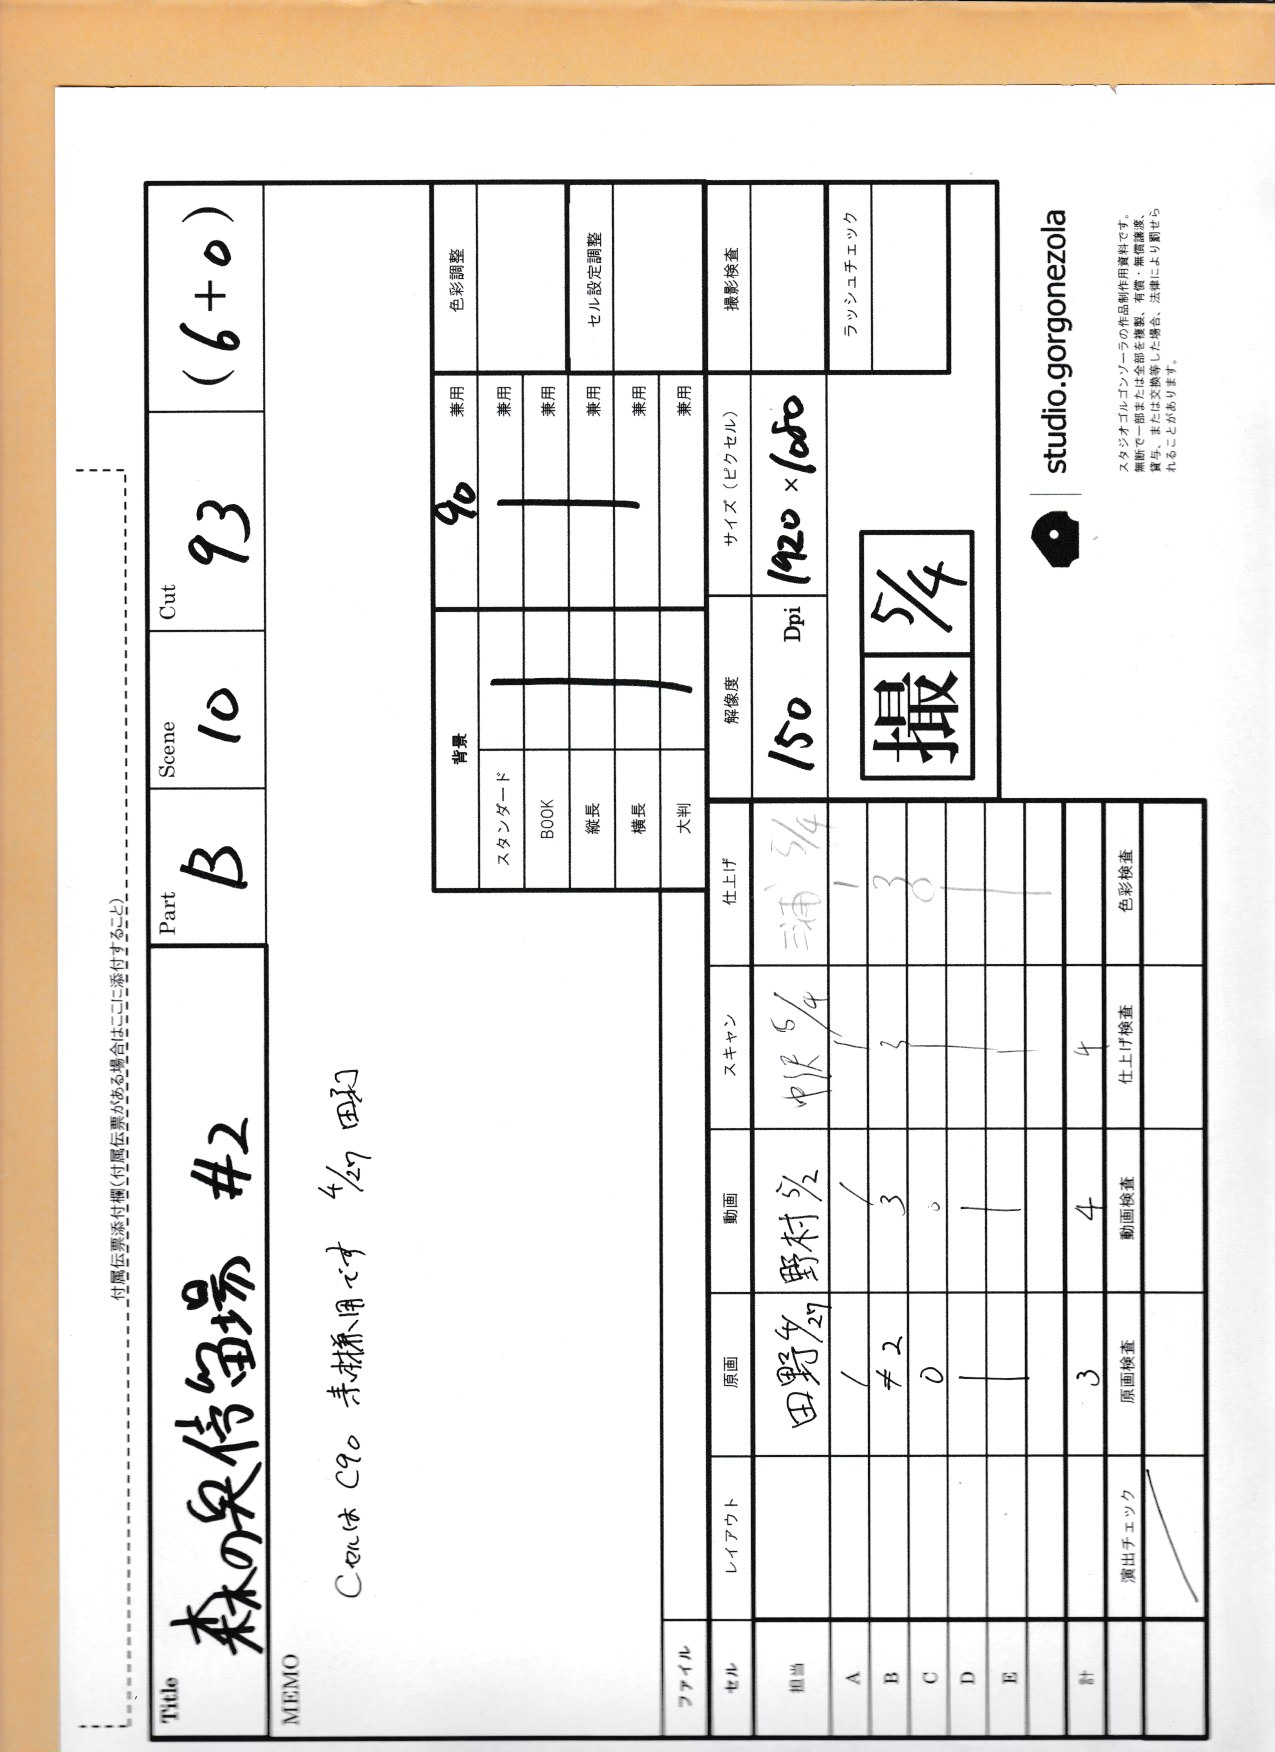 付属伝票添付欄(付属伝票がある場合はここに添付すること)
Title 森の泉停留場 #2
Part B
Scene 10
Cut 93
(6+0)
MEMO
Cセルは C90 素材兼用です 4/27 田野
背景 90 兼用
スタンダード 兼用
BOOK 兼用
縦長 兼用
横長 兼用
大判 兼用
色彩調整
セル設定調整
ファイル
解像度 サイズ(ピクセル) 撮影検査
150 Dpi 1920×1080
ラッシュチェック
撮 5/4
セル レイアウト 原画 動画 スキャン 仕上げ
担当 田野 4/27 野村 5/2 中沢 5/4 三浦 5/4
A 1 1 1 1
B #2 3 3 3
C 0 0 0
D
E
計 3 4 4
演出チェック 原画検査 動画検査 仕上げ検査 色彩検査
studio.gorgonezola
スタジオゴルゴンゾーラの作品制作用資料です。
無断で一部または全部を複製、有償・無償譲渡、
貸与、または交換等した場合、法律により罰せら
れることがあります。